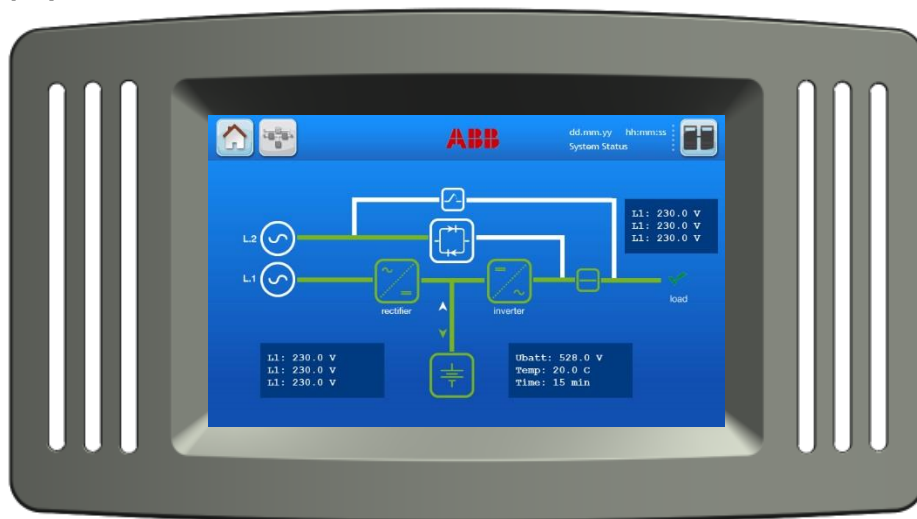 ABB
dd.mm.yy hh:mm:ss
System Status
L1: 230.0 V
L1: 230.0 V
L1: 230.0 V
L.2
L.1
rectifier
inverter
load
L1: 230.0 V
L1: 230.0 V
L1: 230.0 V
Ubatt: 528.0 V
Temp: 20.0 C
Time: 15 min